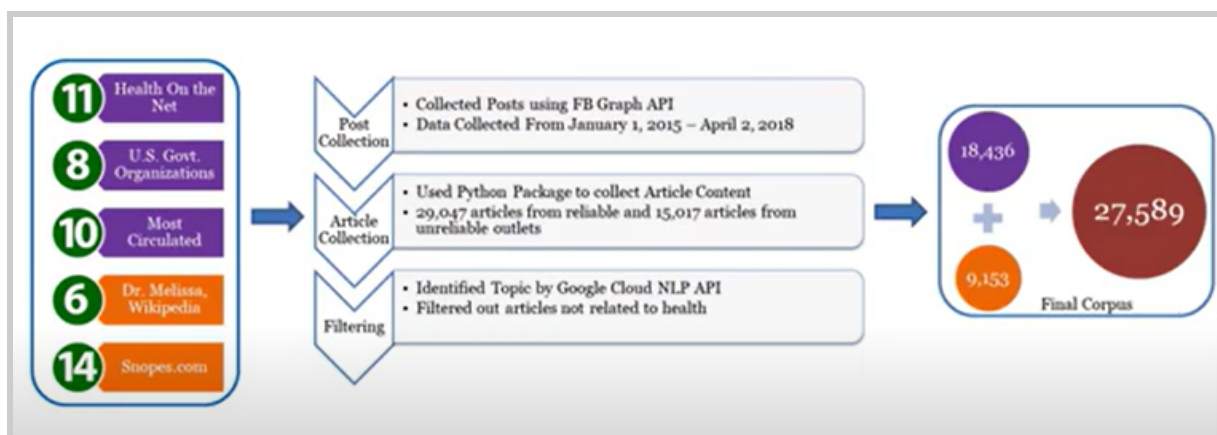 11
Health On the
Net
8
U.S. Govt.
Organizations
10
Most
Circulated
6
Dr. Melissa,
Wikipedia
14
Snopes.com
Post
Collection
• Collected Posts using FB Graph API
• Data Collected From January 1, 2015 – April 2, 2018
Article
Collection
• Used Python Package to collect Article Content
• 29,047 articles from reliable and 15,017 articles from
unreliable outlets
Filtering
• Identified Topic by Google Cloud NLP API
• Filtered out articles not related to health
18,436
+
9,153
27,589
Final Corpus